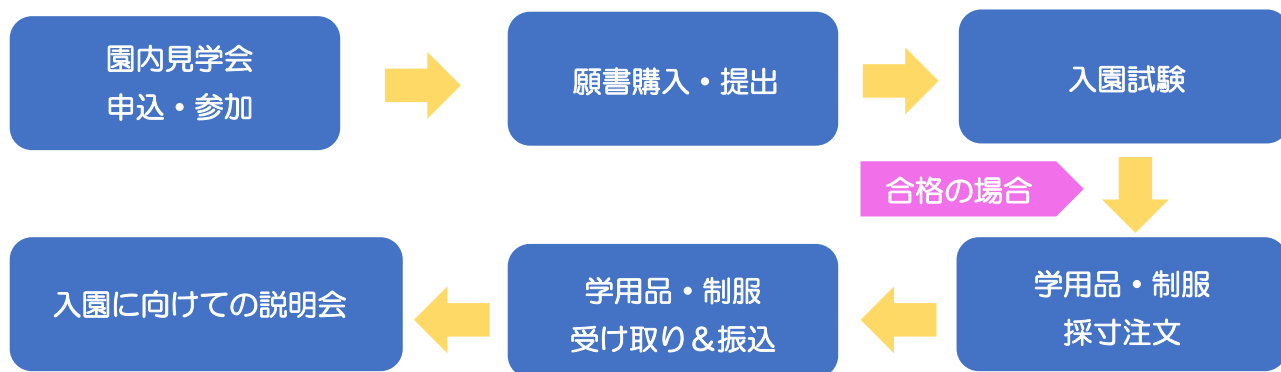 園内見学会
申込・参加
願書購入・提出
入園試験
合格の場合
学用品・制服
採寸注文
学用品・制服
受け取り＆振込
入園に向けての説明会